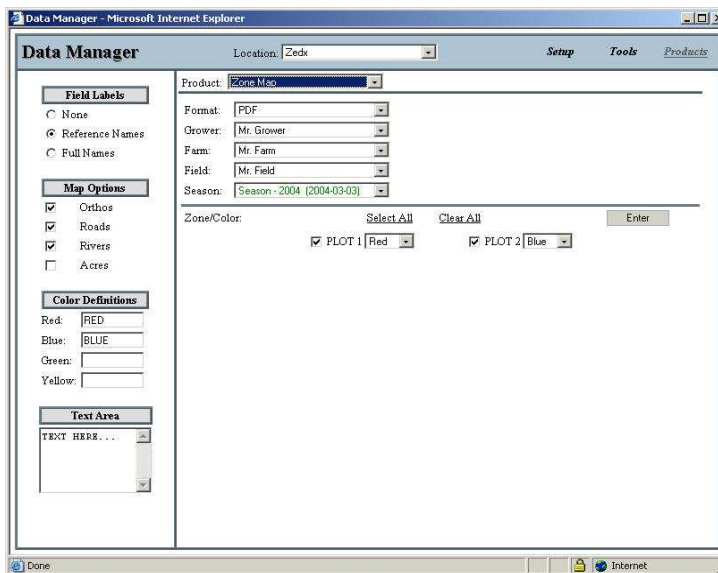 Data Manager - Microsoft Internet Explorer
Data Manager
Location: Zedx
Setup Tools Products
Field Labels
None
Reference Names
Full Names
Map Options
Orthos
Roads
Rivers
Acres
Color Definitions
Red: RED
Blue: BLUE
Green:
Yellow:
Text Area
TEXT HERE...
Product: Zone Map
Format: PDF
Grower: Mr. Grower
Farm: Mr. Farm
Field: Mr. Field
Season: Season - 2004 (2004-03-03)
Zone/Color: Select All Clear All Enter
PLOT 1 Red PLOT 2 Blue
Done Internet